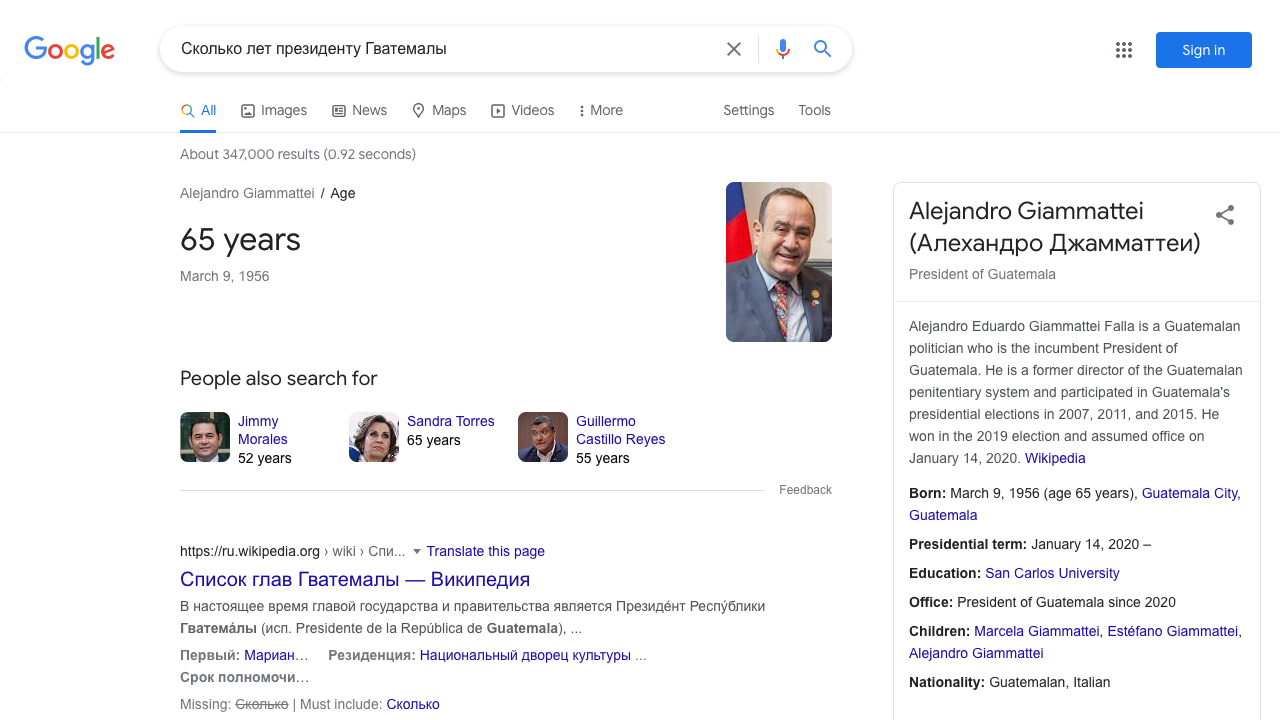 Google
Сколько лет президенту Гватемалы
Sign in
All
Images
News
Maps
Videos
More
Settings
Tools
About 347,000 results (0.92 seconds)
Alejandro Giammattei / Age
65 years
March 9, 1956
People also search for
Jimmy
Morales
52 years
Sandra Torres
65 years
Guillermo
Castillo Reyes
55 years
Feedback
https://ru.wikipedia.org › wiki › Спи... Translate this page
Список глав Гватемалы — Википедия
В настоящее время главой государства и правительства является Президе́нт Респу́блики
Гватема́лы (исп. Presidente de la República de Guatemala), ...
Первый: Мариан… Резиденция: Национальный дворец культуры ...
Срок полномочи…
Missing: Сколько | Must include: Сколько
Alejandro Giammattei
(Алехандро Джамматтеи)
President of Guatemala
Alejandro Eduardo Giammattei Falla is a Guatemalan
politician who is the incumbent President of
Guatemala. He is a former director of the Guatemalan
penitentiary system and participated in Guatemala's
presidential elections in 2007, 2011, and 2015. He
won in the 2019 election and assumed office on
January 14, 2020. Wikipedia
Born: March 9, 1956 (age 65 years), Guatemala City,
Guatemala
Presidential term: January 14, 2020 –
Education: San Carlos University
Office: President of Guatemala since 2020
Children: Marcela Giammattei, Estéfano Giammattei,
Alejandro Giammattei
Nationality: Guatemalan, Italian